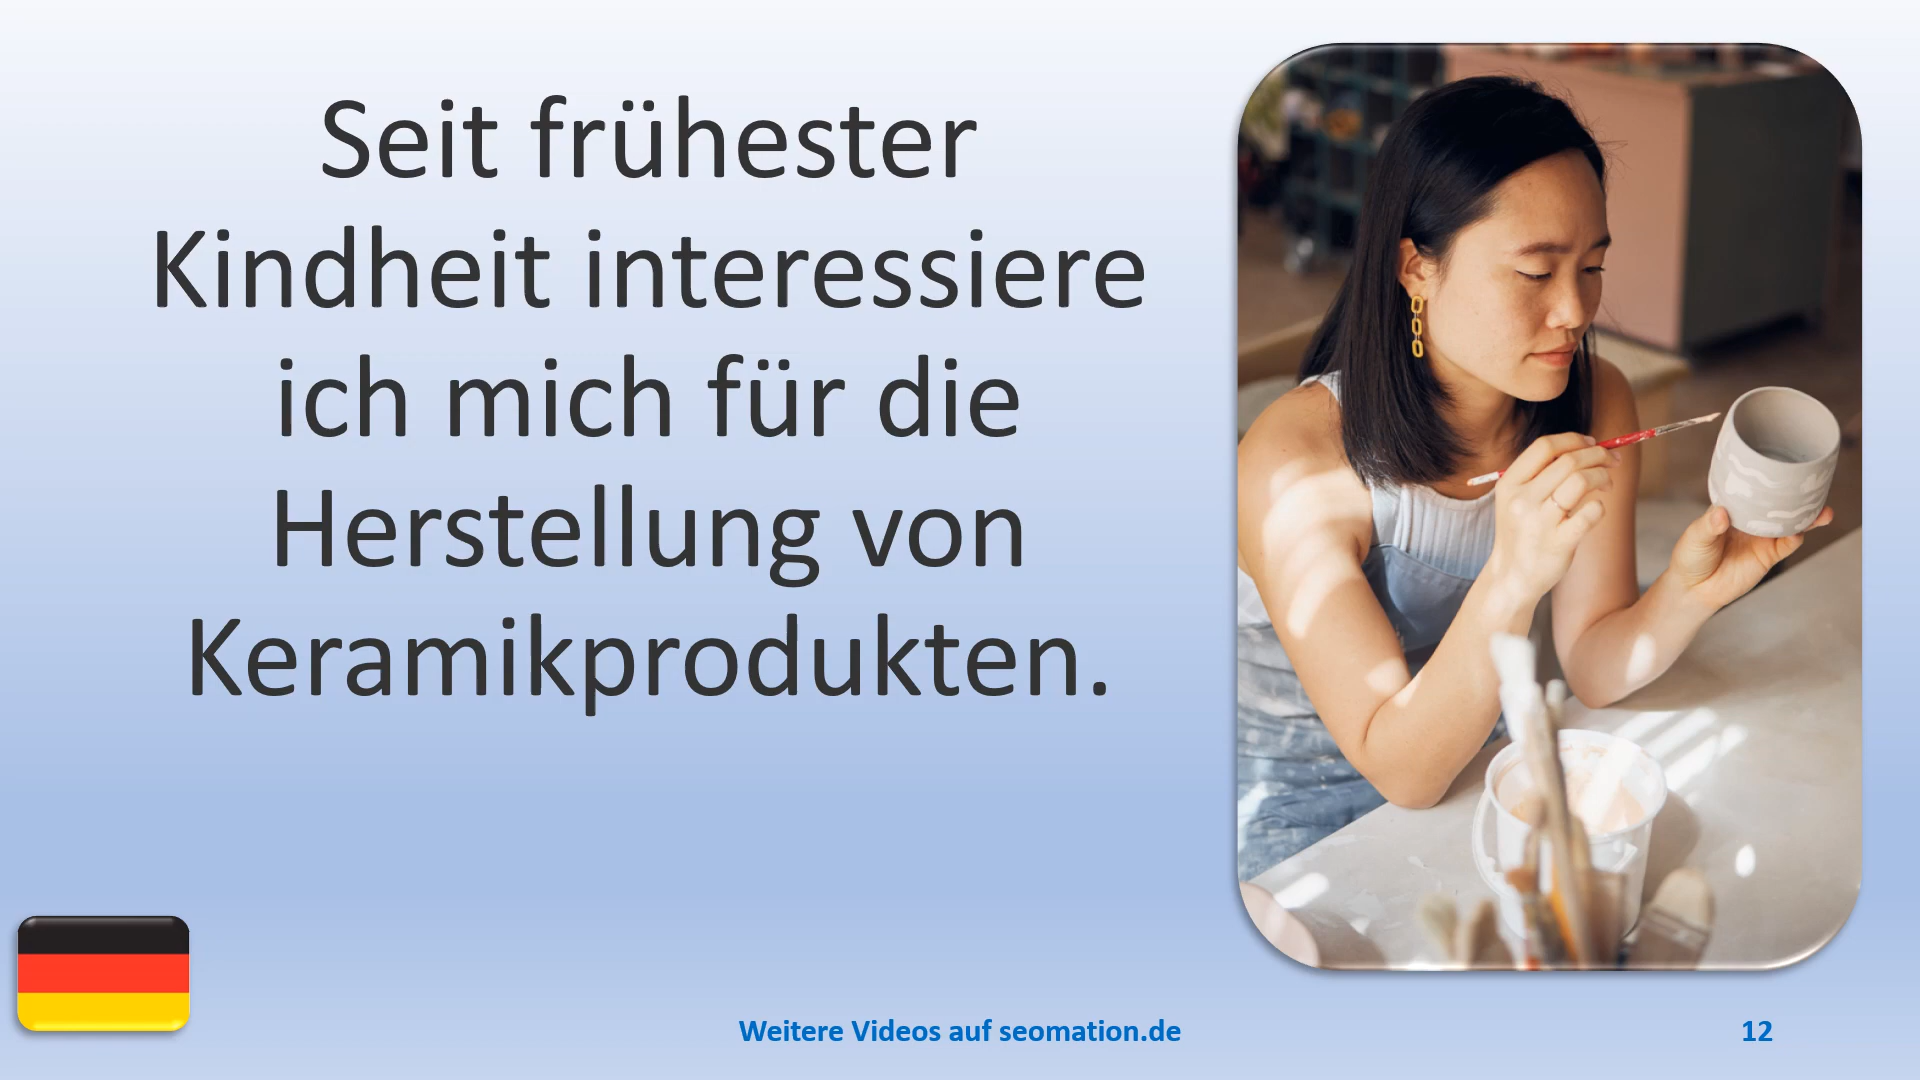 Seit frühester
Kindheit interessiere
ich mich für die
Herstellung von
Keramikprodukten.
Weitere Videos auf seomation.de
12